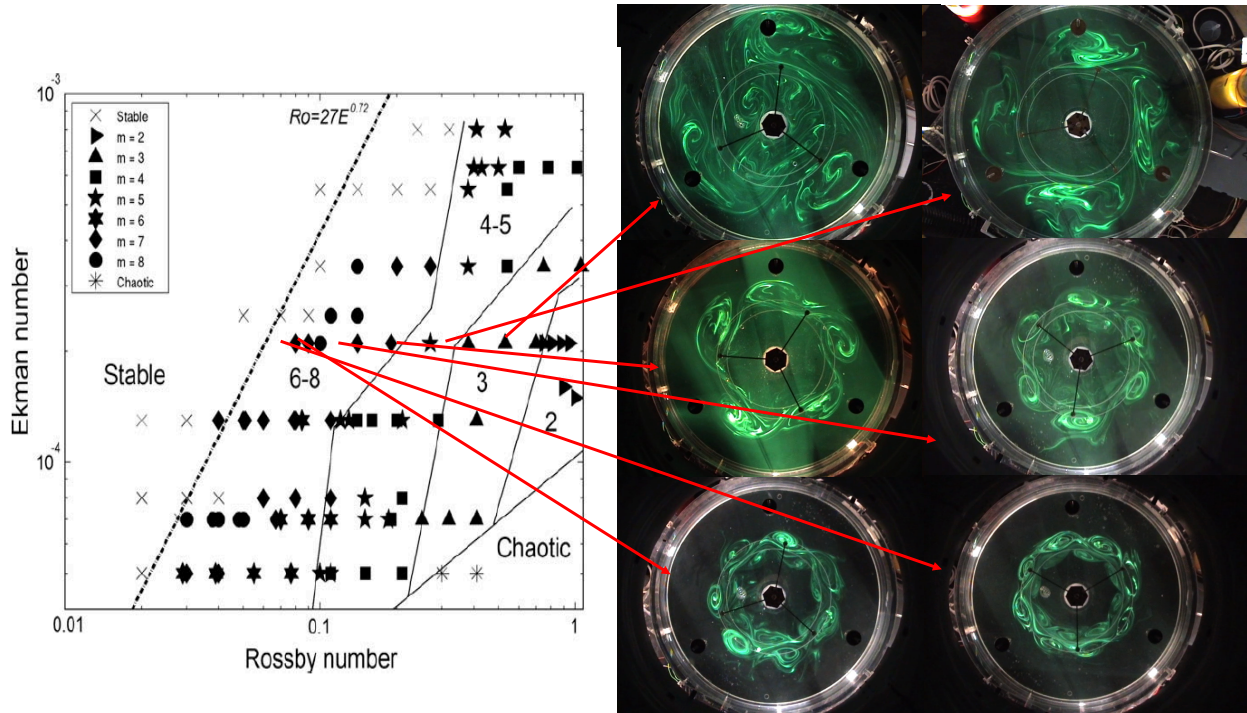 10⁻³
Ro=27E^0.72
Stable
m = 2
m = 3
m = 4
m = 5
m = 6
m = 7
m = 8
Chaotic
4-5
Ekman number
Stable
6-8
3
2
10⁻⁴
Chaotic
0.01
0.1
1
Rossby number